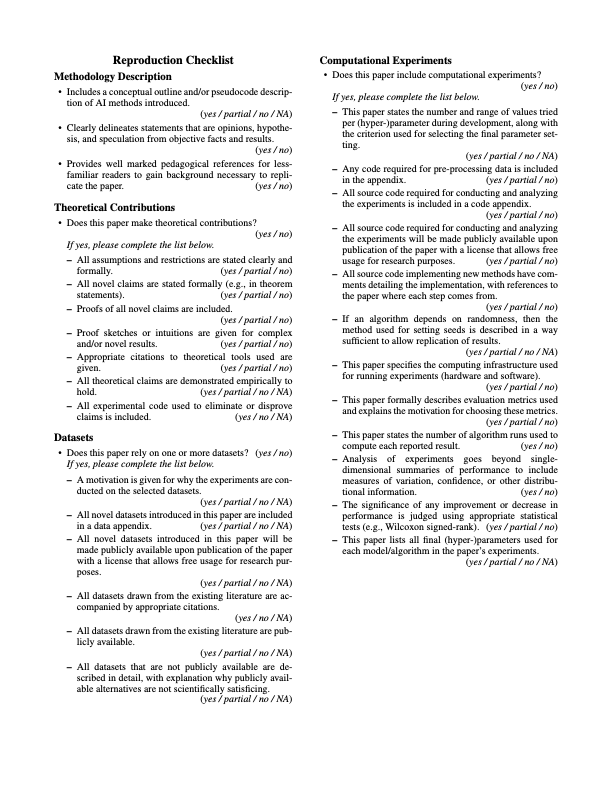 Reproduction Checklist
Methodology Description
• Includes a conceptual outline and/or pseudocode descrip-
tion of AI methods introduced.
(yes / partial / no / NA)
• Clearly delineates statements that are opinions, hypothe-
sis, and speculation from objective facts and results.
(yes / no)
• Provides well marked pedagogical references for less-
familiar readers to gain background necessary to repli-
cate the paper. (yes / no)
Theoretical Contributions
• Does this paper make theoretical contributions?
(yes / no)
If yes, please complete the list below.
– All assumptions and restrictions are stated clearly and
formally. (yes / partial / no)
– All novel claims are stated formally (e.g., in theorem
statements). (yes / partial / no)
– Proofs of all novel claims are included.
(yes / partial / no)
– Proof sketches or intuitions are given for complex
and/or novel results. (yes / partial / no)
– Appropriate citations to theoretical tools used are
given. (yes / partial / no)
– All theoretical claims are demonstrated empirically to
hold. (yes / partial / no / NA)
– All experimental code used to eliminate or disprove
claims is included. (yes / no / NA)
Datasets
• Does this paper rely on one or more datasets? (yes / no)
If yes, please complete the list below.
– A motivation is given for why the experiments are con-
ducted on the selected datasets.
(yes / partial / no / NA)
– All novel datasets introduced in this paper are included
in a data appendix. (yes / partial / no / NA)
– All novel datasets introduced in this paper will be
made publicly available upon publication of the paper
with a license that allows free usage for research pur-
poses.
(yes / partial / no / NA)
– All datasets drawn from the existing literature are ac-
companied by appropriate citations.
(yes / no / NA)
– All datasets drawn from the existing literature are pub-
licly available.
(yes / partial / no / NA)
– All datasets that are not publicly available are de-
scribed in detail, with explanation why publicly avail-
able alternatives are not scientifically satisficing.
(yes / partial / no / NA)
Computational Experiments
• Does this paper include computational experiments?
(yes / no)
If yes, please complete the list below.
– This paper states the number and range of values tried
per (hyper-)parameter during development, along with
the criterion used for selecting the final parameter set-
ting.
(yes / partial / no / NA)
– Any code required for pre-processing data is included
in the appendix. (yes / partial / no)
– All source code required for conducting and analyzing
the experiments is included in a code appendix.
(yes / partial / no)
– All source code required for conducting and analyzing
the experiments will be made publicly available upon
publication of the paper with a license that allows free
usage for research purposes. (yes / partial / no)
– All source code implementing new methods have com-
ments detailing the implementation, with references to
the paper where each step comes from.
(yes / partial / no)
– If an algorithm depends on randomness, then the
method used for setting seeds is described in a way
sufficient to allow replication of results.
(yes / partial / no / NA)
– This paper specifies the computing infrastructure used
for running experiments (hardware and software).
(yes / partial / no)
– This paper formally describes evaluation metrics used
and explains the motivation for choosing these metrics.
(yes / partial / no)
– This paper states the number of algorithm runs used to
compute each reported result. (yes / no)
– Analysis of experiments goes beyond single-
dimensional summaries of performance to include
measures of variation, confidence, or other distribu-
tional information. (yes / no)
– The significance of any improvement or decrease in
performance is judged using appropriate statistical
tests (e.g., Wilcoxon signed-rank). (yes / partial / no)
– This paper lists all final (hyper-)parameters used for
each model/algorithm in the paper's experiments.
(yes / partial / no / NA)